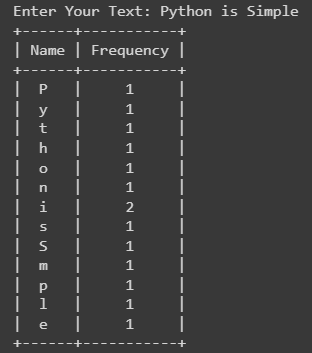 Enter Your Text: Python is Simple
+------+-----------+
| Name | Frequency |
+------+-----------+
|  P   |     1     |
|  y   |     1     |
|  t   |     1     |
|  h   |     1     |
|  o   |     1     |
|  n   |     1     |
|  i   |     2     |
|  s   |     1     |
|  S   |     1     |
|  m   |     1     |
|  p   |     1     |
|  l   |     1     |
|  e   |     1     |
+------+-----------+